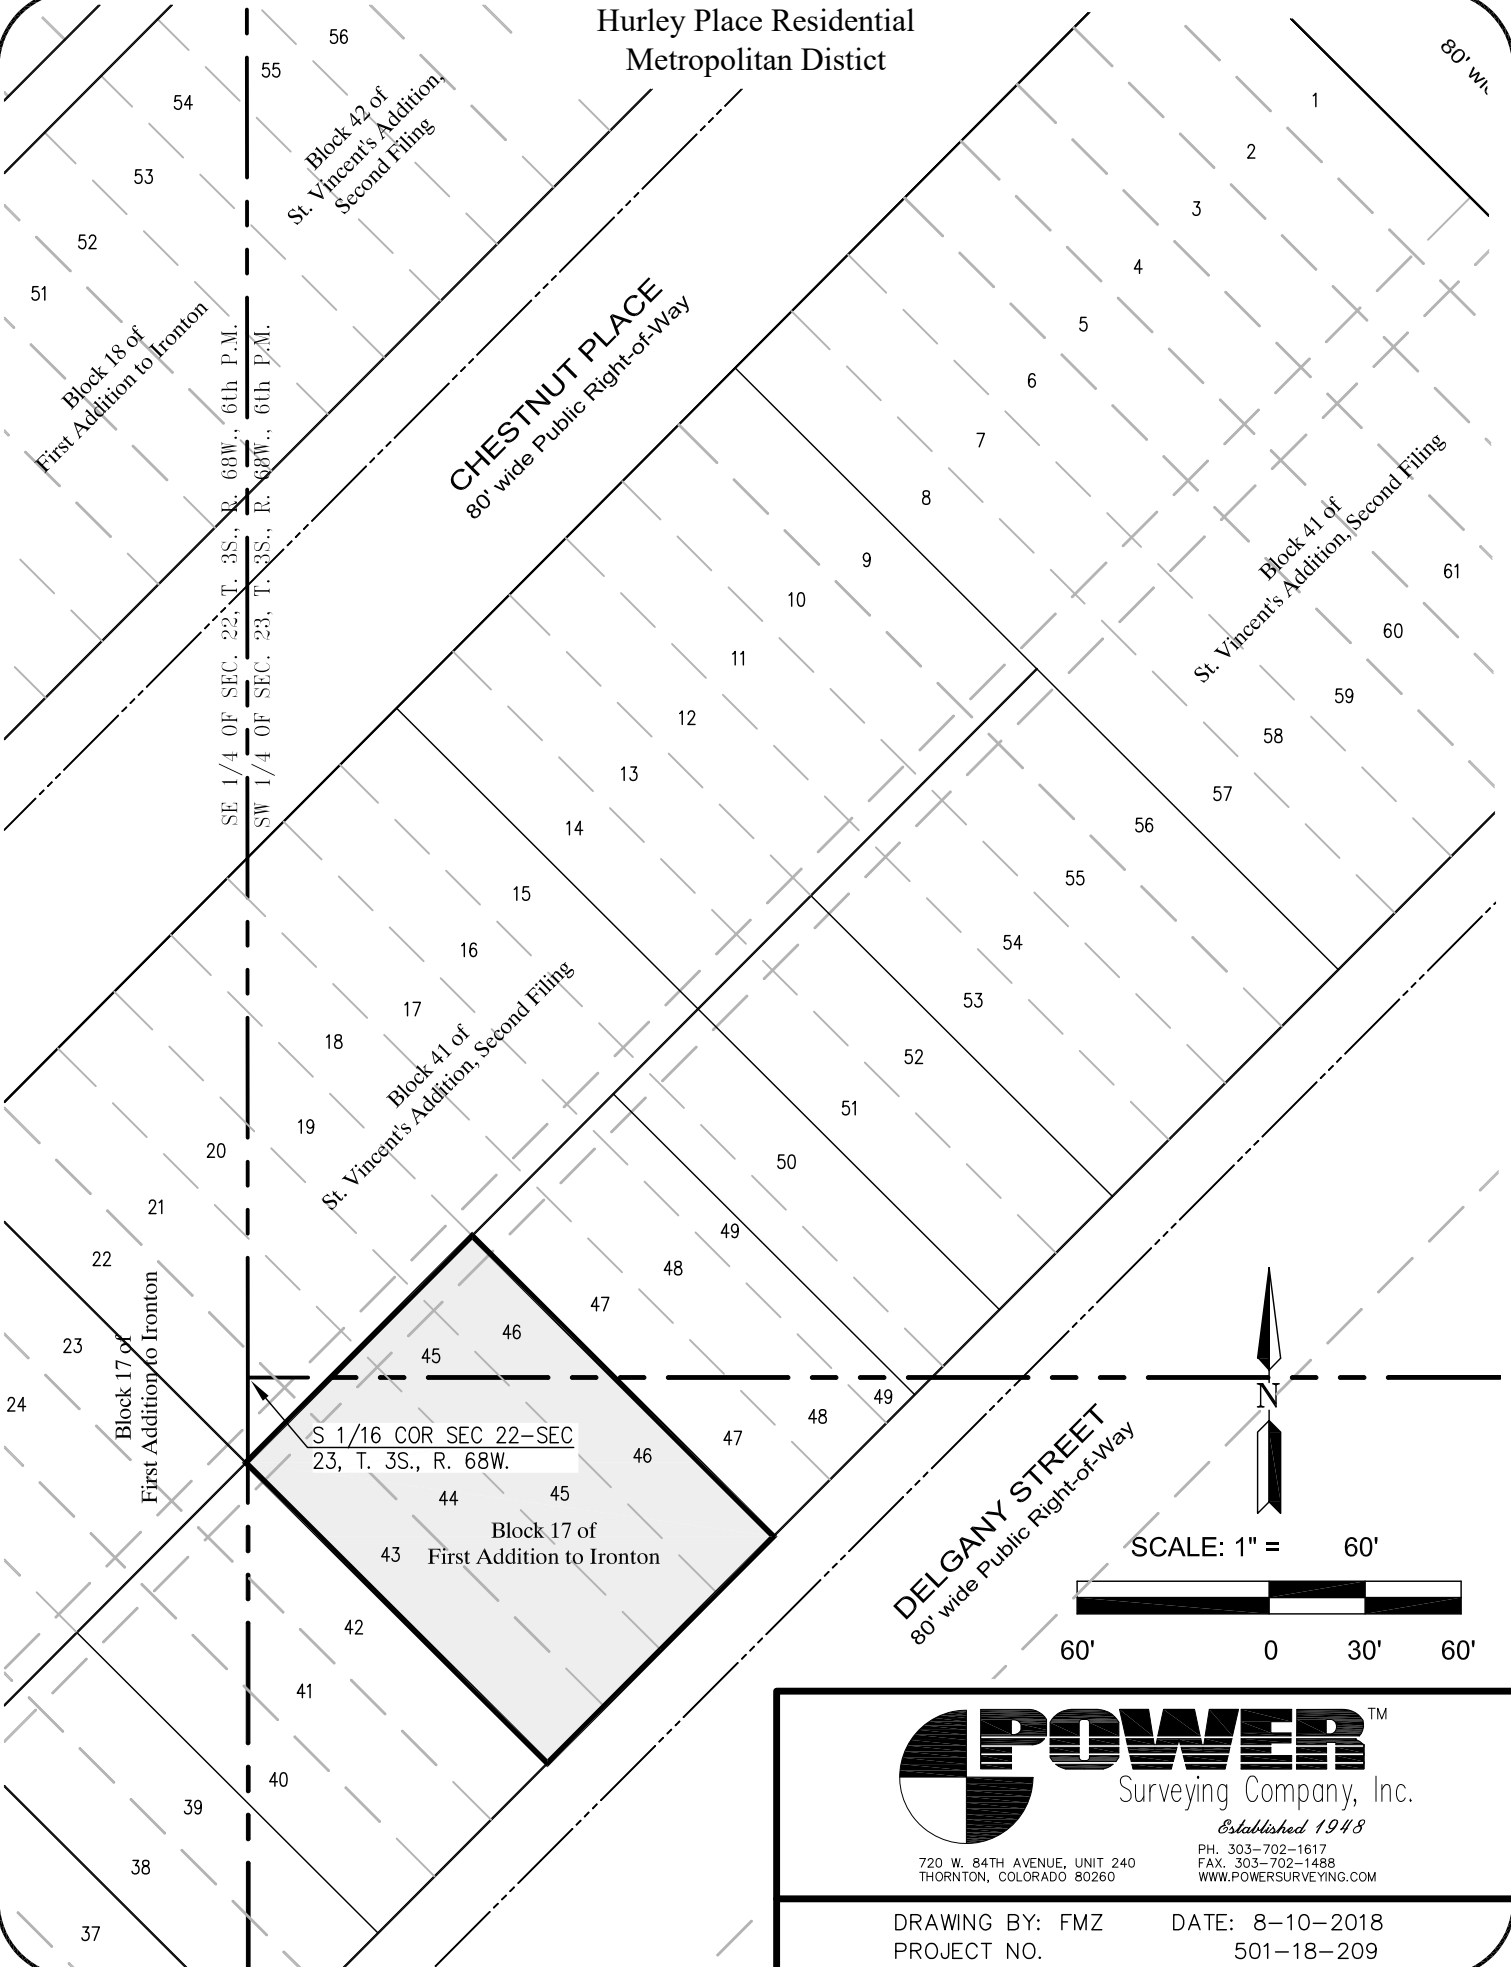 Hurley Place Residential
Metropolitan Distict
56
55
54
53
52
51
Block 42 of
St. Vincent's Addition,
Second Filing
Block 18 of
First Addition to Ironton
SE 1/4 OF SEC. 22, T. 3S., R. 68W., 6th P.M.
SW 1/4 OF SEC. 23, T. 3S., R. 68W., 6th P.M.
CHESTNUT PLACE
80' wide Public Right-of-Way
80'
1
2
3
4
5
6
7
8
9
10
11
12
13
14
15
16
17
18
19
20
21
22
23
24
Block 41 of
St. Vincent's Addition, Second Filing
61
60
59
58
57
56
55
54
53
52
51
50
49
48
47
46
45
Block 41 of
St. Vincent's Addition, Second Filing
Block 17 of
First Addition to Ironton
S 1/16 COR SEC 22-SEC
23, T. 3S., R. 68W.
49
48
47
46
45
44
43
Block 17 of
First Addition to Ironton
42
41
40
39
38
37
DELGANY STREET
80' wide Public Right-of-Way
N
SCALE: 1" = 60'
60' 0 30' 60'
POWER™
Surveying Company, Inc.
Established 1948
720 W. 84TH AVENUE, UNIT 240
THORNTON, COLORADO 80260
PH. 303-702-1617
FAX. 303-702-1488
WWW.POWERSURVEYING.COM
DRAWING BY: FMZ DATE: 8-10-2018
PROJECT NO. 501-18-209